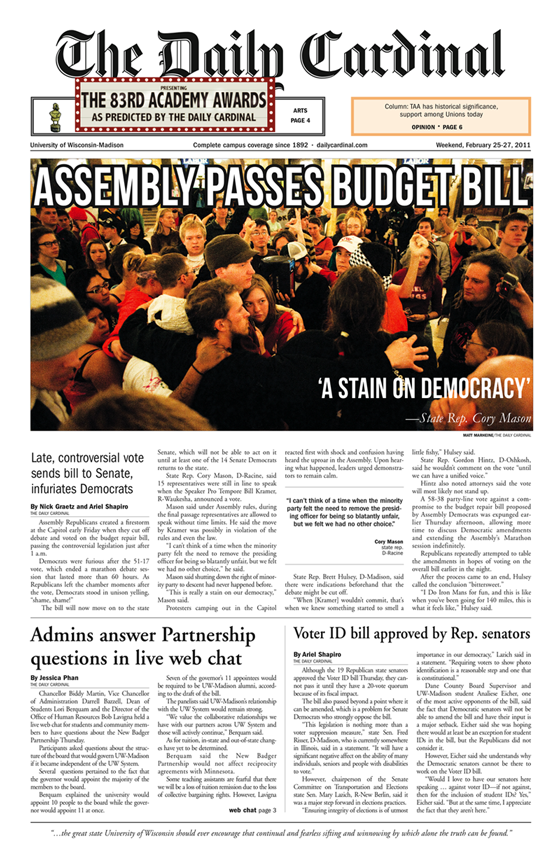 The Daily Cardinal
PRESENTING
THE 83RD ACADEMY AWARDS
AS PREDICTED BY THE DAILY CARDINAL
ARTS
PAGE 4
Column: TAA has historical significance,
support among Unions today
OPINION • PAGE 6
University of Wisconsin-Madison
Complete campus coverage since 1892 · dailycardinal.com
Weekend, February 25-27, 2011
ASSEMBLY PASSES BUDGET BILL
‘A STAIN ON DEMOCRACY’
—State Rep. Cory Mason
MATT MARHEINE/THE DAILY CARDINAL
Late, controversial vote
sends bill to Senate,
infuriates Democrats
By Nick Graetz and Ariel Shapiro
THE DAILY CARDINAL
Assembly Republicans created a firestorm
at the Capitol early Friday when they cut off
debate and voted on the budget repair bill,
passing the controversial legislation just after
1 a.m.
Democrats were furious after the 51-17
vote, which ended a marathon debate ses-
sion that lasted more than 60 hours. As
Republicans left the chamber moments after
the vote, Democrats stood in unison yelling,
"shame, shame!"
The bill will now move on to the state
Senate, which will not be able to act on it
until at least one of the 14 Senate Democrats
returns to the state.
State Rep. Cory Mason, D-Racine, said
15 representatives were still in line to speak
when the Speaker Pro Tempore Bill Kramer,
R-Waukesha, announced a vote.
Mason said under Assembly rules, during
the final passage representatives are allowed to
speak without time limits. He said the move
by Kramer was possibly in violation of the
rules and even the law.
"I can't think of a time when the minority
party felt the need to remove the presiding
officer for being so blatantly unfair, but we felt
we had no other choice," he said.
Mason said shutting down the right of minor-
ity party to descent had never happened before.
"This is really a stain on our democracy,"
Mason said.
Protesters camping out in the Capitol
reacted first with shock and confusion having
heard the uproar in the Assembly. Upon hear-
ing what happened, leaders urged demonstra-
tors to remain calm.
"I can't think of a time when the minority
party felt the need to remove the presid-
ing officer for being so blatantly unfair,
but we felt we had no other choice."
Cory Mason
state rep.
D-Racine
State Rep. Brett Hulsey, D-Madison, said
there were indications beforehand that the
debate might be cut off.
"When [Kramer] wouldn't commit, that's
when we knew something started to smell a
little fishy," Hulsey said.
State Rep. Gordon Hintz, D-Oshkosh,
said he wouldn't comment on the vote "until
we can have a unified voice."
Hintz also noted attorneys said the vote
will most likely not stand up.
A 58-38 party-line vote against a com-
promise to the budget repair bill proposed
by Assembly Democrats was expunged ear-
lier Thursday afternoon, allowing more
time to discuss Democratic amendments
and extending the Assembly's Marathon
session indefinitely.
Republicans repeatedly attempted to table
the amendments in hopes of voting on the
overall bill earlier in the night.
After the process came to an end, Hulsey
called the conclusion "bittersweet."
"I Do Iron Mans for fun, and this is like
when you've been going for 140 miles, this is
what it feels like," Hulsey said.
Admins answer Partnership
questions in live web chat
By Jessica Phan
THE DAILY CARDINAL
Chancellor Biddy Martin, Vice Chancellor
of Administration Darrell Bazzell, Dean of
Students Lori Berquam and the Director of the
Office of Human Resources Bob Lavigna held a
live web chat for students and community mem-
bers to have questions about the New Badger
Partnership Thursday.
Participants asked questions about the struc-
ture of the board that would govern UW-Madison
if it became independent of the UW System.
Several questions pertained to the fact that
the governor would appoint the majority of the
members to the board.
Berquam explained the university would
appoint 10 people to the board while the gover-
nor would appoint 11 at once.
Seven of the governor's 11 appointees would
be required to be UW-Madison alumni, accord-
ing to the draft of the bill.
The panelists said UW-Madison's relationship
with the UW System would remain strong.
"We value the collaborative relationships we
have with our partners across UW System and
those will actively continue," Berquam said.
As for tuition, in-state and out-of-state chang-
es have yet to be determined.
Berquam said the New Badger
Partnership would not affect reciprocity
agreements with Minnesota.
Some teaching assistants are fearful that there
will be a loss of tuition remission due to the loss
of collective bargaining rights. However, Lavigna
web chat page 3
Voter ID bill approved by Rep. senators
By Ariel Shapiro
THE DAILY CARDINAL
Although the 19 Republican state senators
approved the Voter ID bill Thursday, they can-
not pass it until they have a 20-vote quorum
because of its fiscal impact.
The bill also passed beyond a point where it
can be amended, which is a problem for Senate
Democrats who strongly oppose the bill.
"This legislation is nothing more than a
voter suppression measure," state Sen. Fred
Risser, D-Madison, who is currently somewhere
in Illinois, said in a statement. "It will have a
significant negative effect on the ability of many
individuals, seniors and people with disabilities
to vote."
However, chairperson of the Senate
Committee on Transportation and Elections
state Sen. Mary Lazich, R-New Berlin, said it
was a major step forward in elections practices.
"Ensuring integrity of elections is of utmost
importance in our democracy," Lazich said in
a statement. "Requiring voters to show photo
identification is a reasonable step and one that
is constitutional."
Dane County Board Supervisor and
UW-Madison student Analiese Eicher, one
of the most active opponents of the bill, said
the fact that Democratic senators will not be
able to amend the bill and have their input is
a major setback. Eicher said she was hoping
there would at least be an exception for student
IDs in the bill, but the Republicans did not
consider it.
However, Eicher said she understands why
the Democratic senators cannot be there to
work on the Voter ID bill.
"Would I love to have our senators here
speaking … against voter ID—if not against,
then for the inclusion of student IDs? Yes,"
Eicher said. "But at the same time, I appreciate
the fact that they aren't here."
"…the great state University of Wisconsin should ever encourage that continual and fearless sifting and winnowing by which alone the truth can be found."